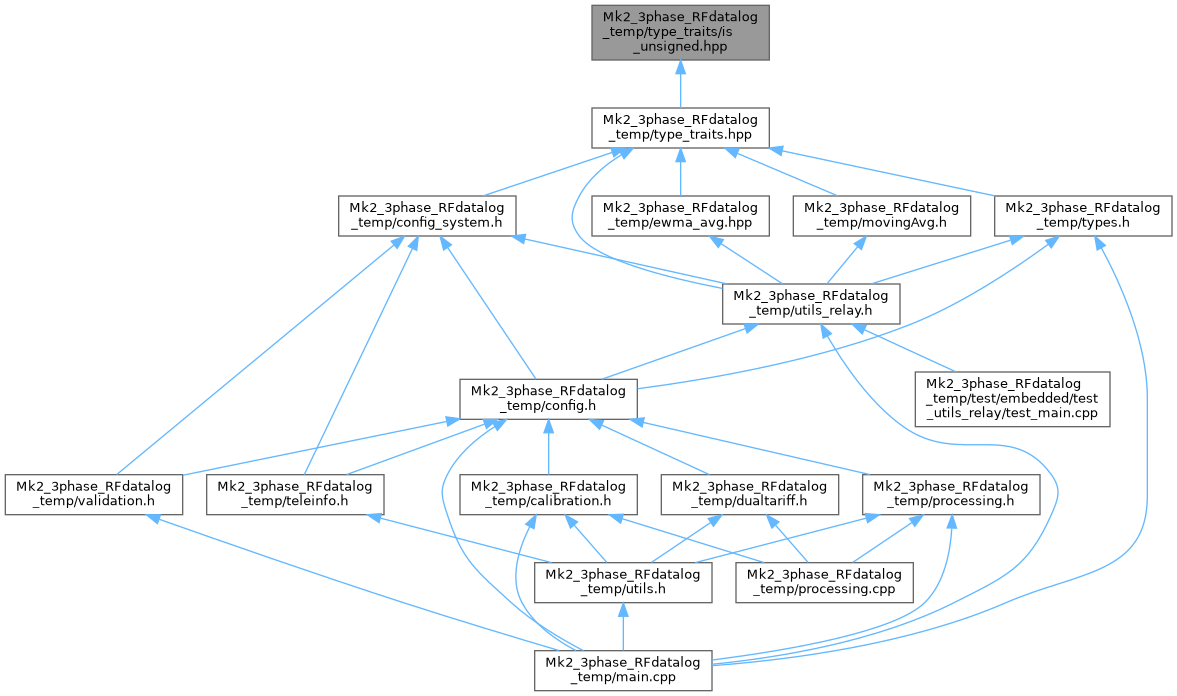 Mk2_3phase_RFdatalog
_temp/type_traits/is
_unsigned.hpp
Mk2_3phase_RFdatalog
_temp/type_traits.hpp
Mk2_3phase_RFdatalog
_temp/config_system.h
Mk2_3phase_RFdatalog
_temp/ewma_avg.hpp
Mk2_3phase_RFdatalog
_temp/movingAvg.h
Mk2_3phase_RFdatalog
_temp/types.h
Mk2_3phase_RFdatalog
_temp/utils_relay.h
Mk2_3phase_RFdatalog
_temp/config.h
Mk2_3phase_RFdatalog
_temp/test/embedded/test
_utils_relay/test_main.cpp
Mk2_3phase_RFdatalog
_temp/validation.h
Mk2_3phase_RFdatalog
_temp/teleinfo.h
Mk2_3phase_RFdatalog
_temp/calibration.h
Mk2_3phase_RFdatalog
_temp/dualtariff.h
Mk2_3phase_RFdatalog
_temp/processing.h
Mk2_3phase_RFdatalog
_temp/utils.h
Mk2_3phase_RFdatalog
_temp/processing.cpp
Mk2_3phase_RFdatalog
_temp/main.cpp